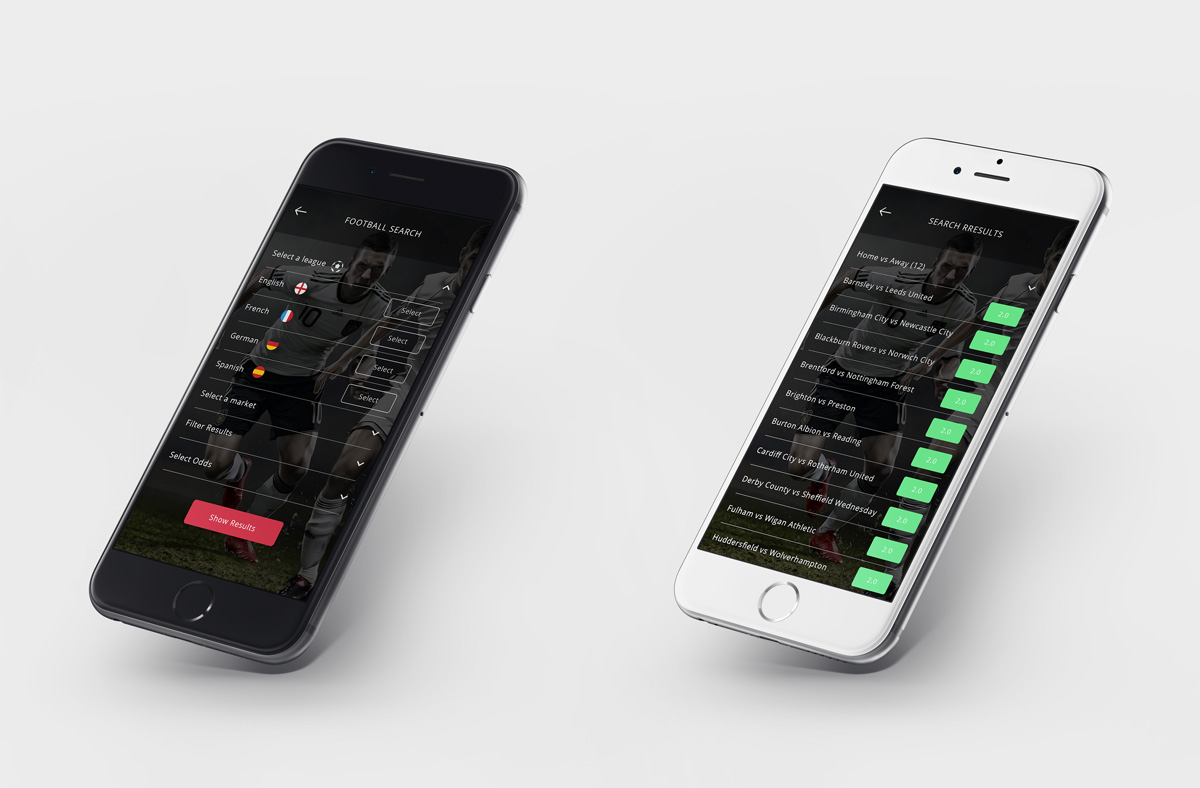 FOOTBALL SEARCH
Select a league
English
French Select
German Select
Spanish Select
Select a market Select
Filter Results
Select Odds
Show Results
10
SEARCH RRESULTS
Home vs Away (12)
Barnsley vs Leeds United 2.0
Birmingham City vs Newcastle City 2.0
Blackburn Rovers vs Norwich City 2.0
Brentford vs Nottingham Forest 2.0
Brighton vs Preston 2.0
Burton Albion vs Reading 2.0
Cardiff City vs Rotherham United 2.0
Derby County vs Sheffield Wednesday 2.0
Fulham vs Wigan Athletic 2.0
Huddersfield vs Wolverhampton 2.0
10